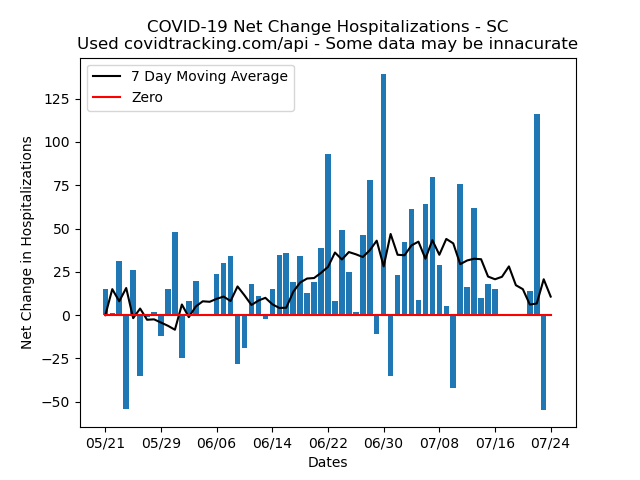 COVID-19 Net Change Hospitalizations - SC
Used covidtracking.com/api - Some data may be innacurate
7 Day Moving Average
Zero
125
100
75
50
25
0
−25
−50
Net Change in Hospitalizations
05/21 05/29 06/06 06/14 06/22 06/30 07/08 07/16 07/24
Dates